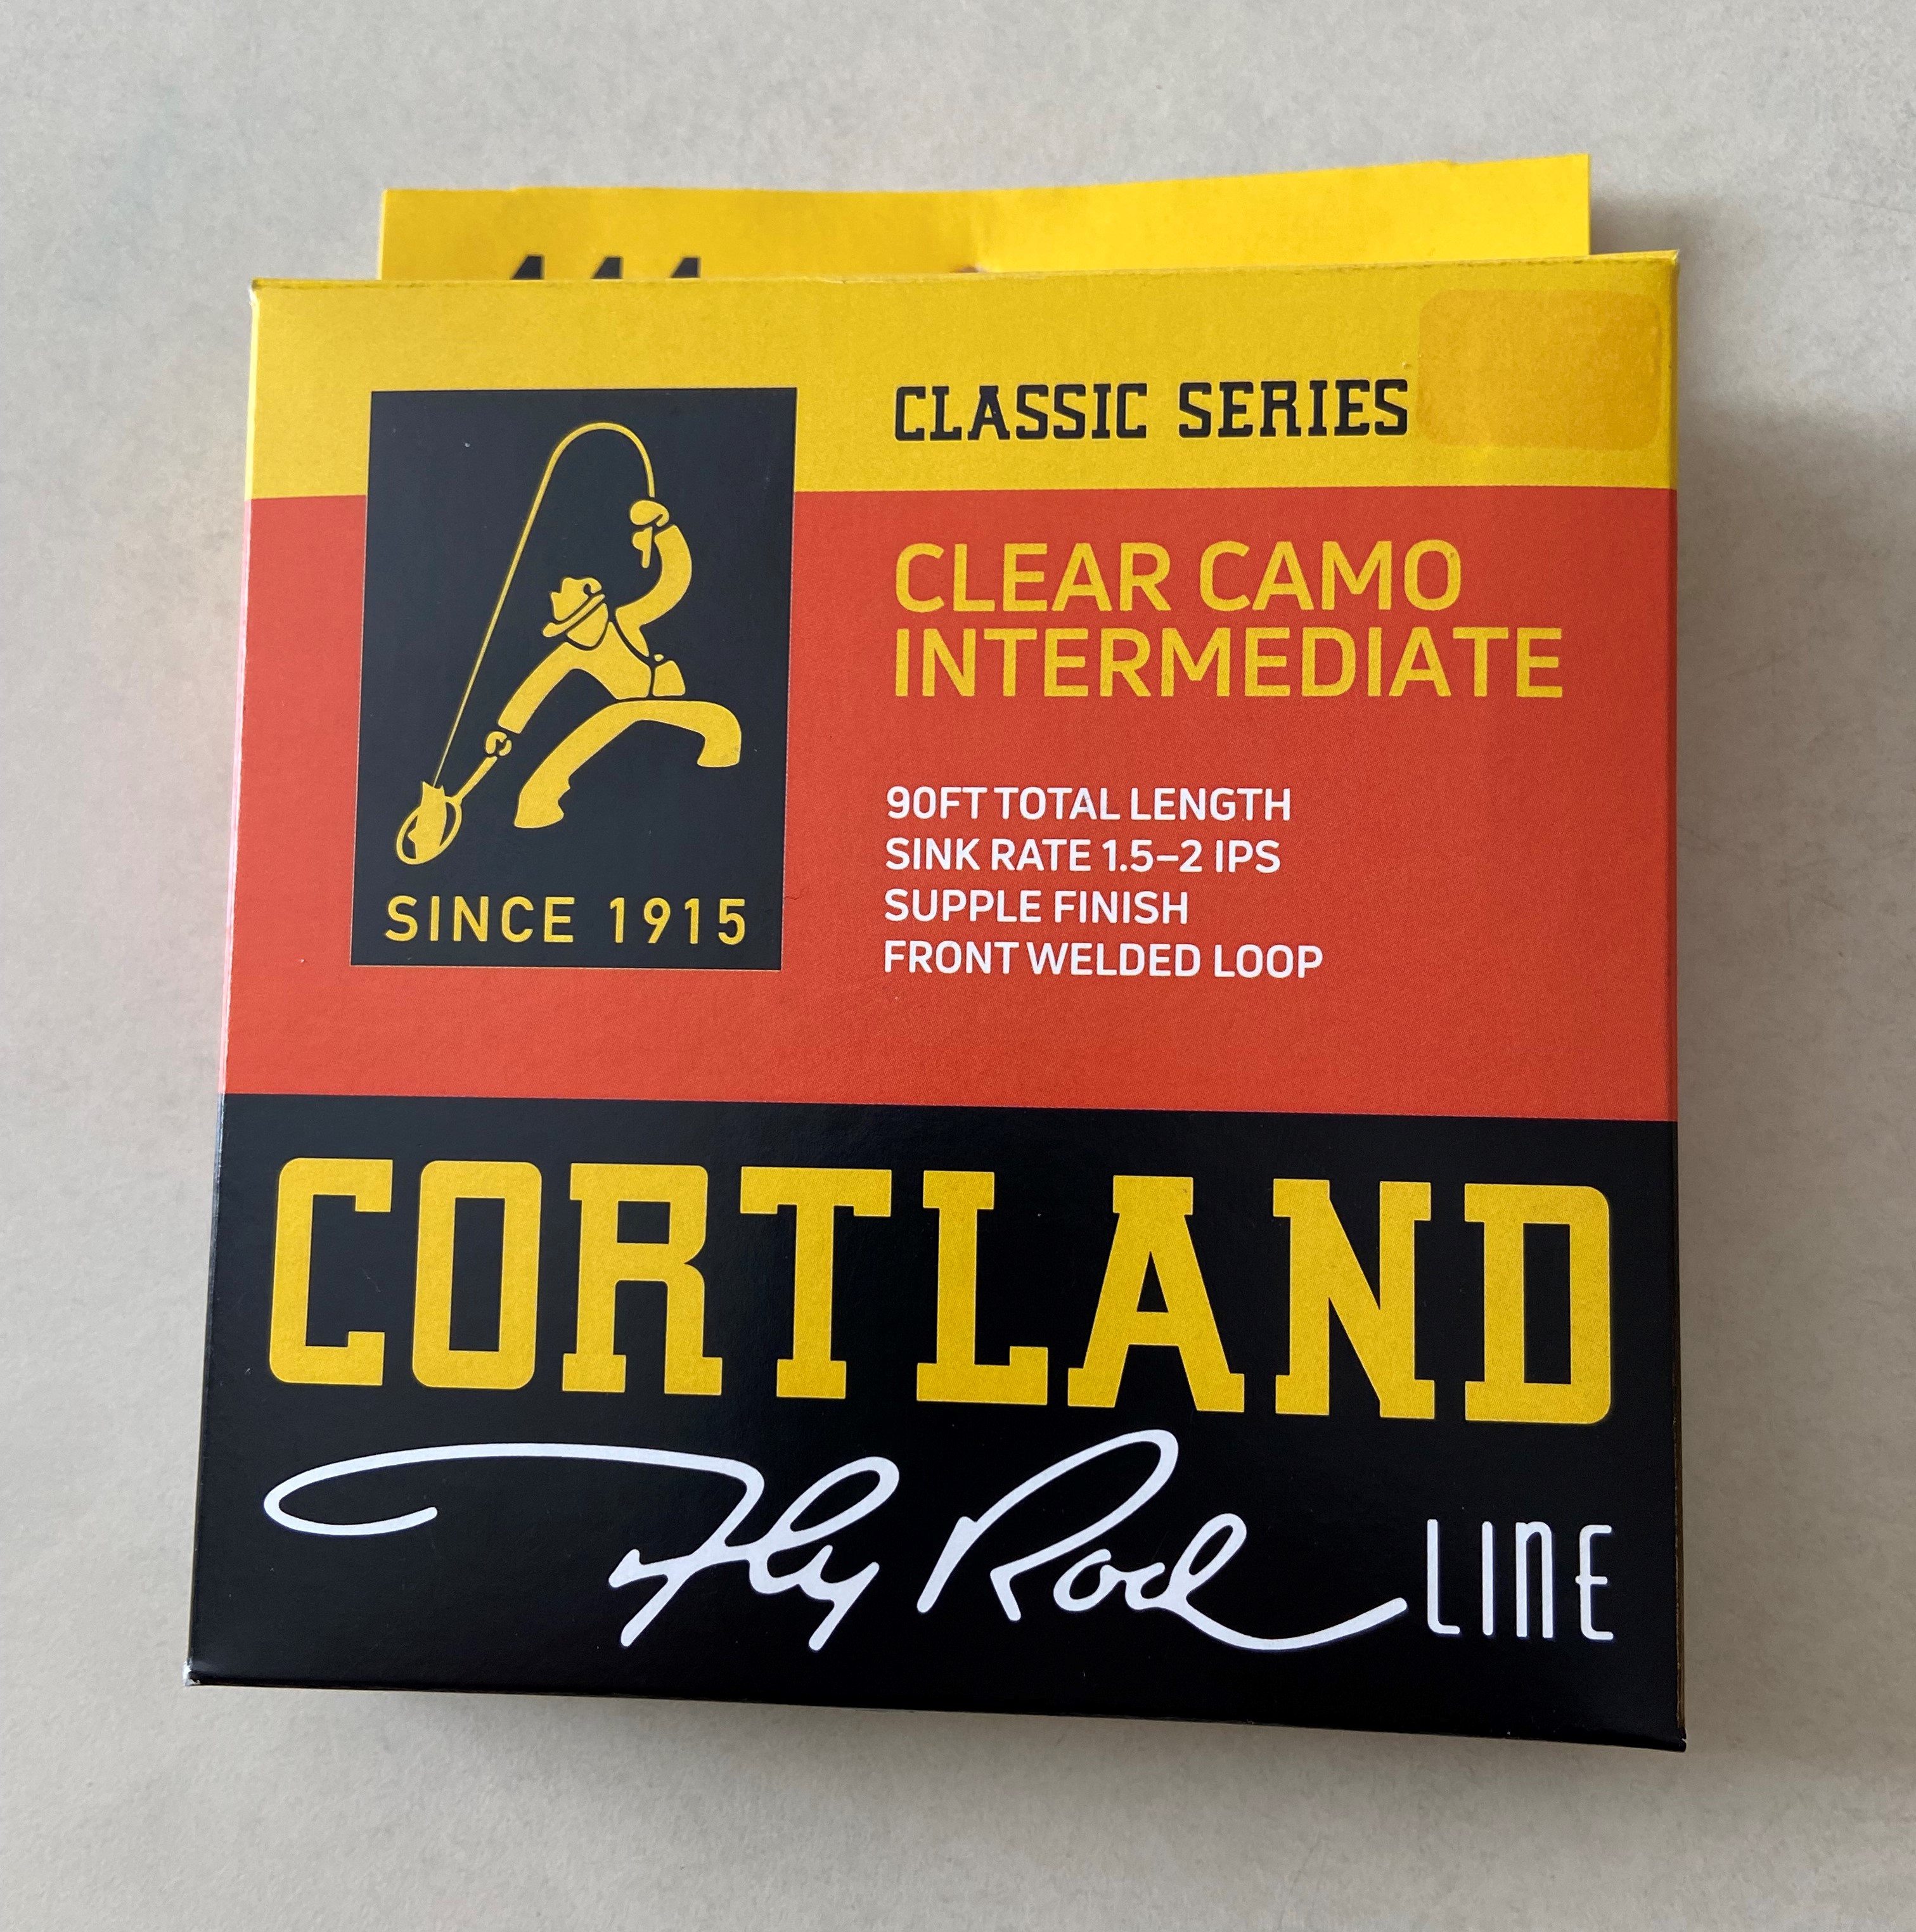 CLASSIC SERIES
CLEAR CAMO
INTERMEDIATE
90FT TOTAL LENGTH
SINK RATE 1.5–2 IPS
SUPPLE FINISH
FRONT WELDED LOOP
SINCE 1915
CORTLAND
Fly Rod LINE